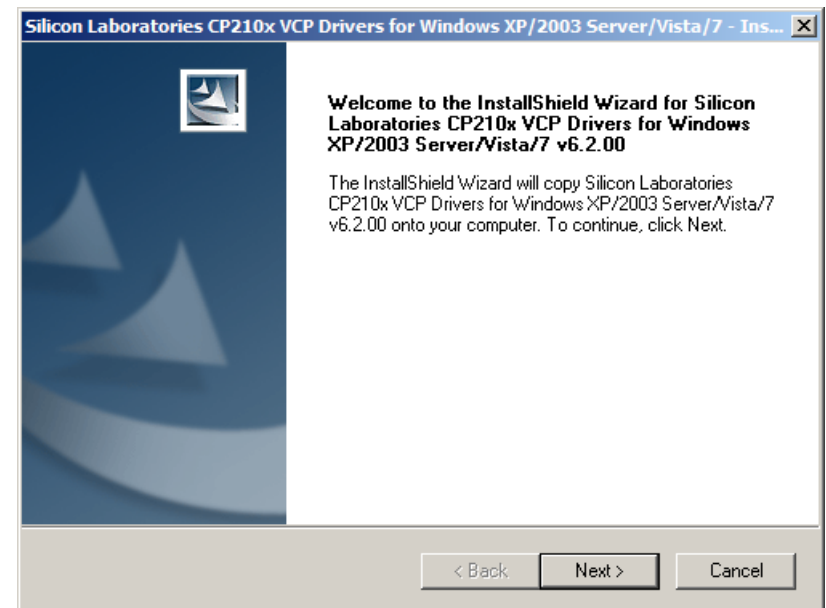 Silicon Laboratories CP210x VCP Drivers for Windows XP/2003 Server/Vista/7 - Ins...
Welcome to the InstallShield Wizard for Silicon
Laboratories CP210x VCP Drivers for Windows
XP/2003 Server/Vista/7 v6.2.00
The InstallShield Wizard will copy Silicon Laboratories
CP210x VCP Drivers for Windows XP/2003 Server/Vista/7
v6.2.00 onto your computer. To continue, click Next.
< Back Next > Cancel